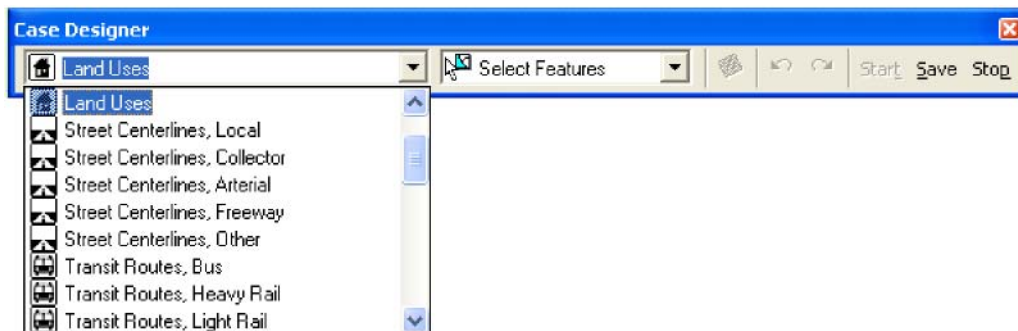 Case Designer
Land Uses Select Features Start Save Stop
Land Uses
Street Centerlines, Local
Street Centerlines, Collector
Street Centerlines, Arterial
Street Centerlines, Freeway
Street Centerlines, Other
Transit Routes, Bus
Transit Routes, Heavy Rail
Transit Routes, Light Rail